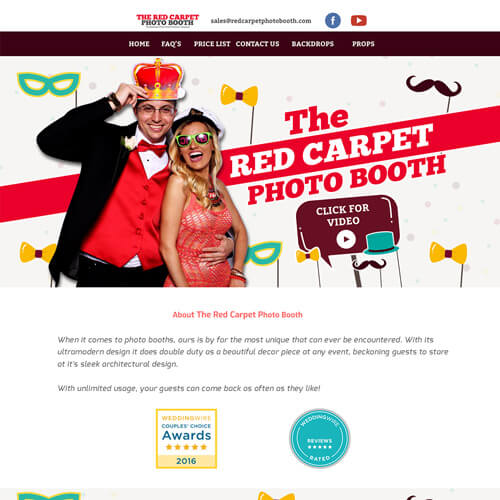 THE RED CARPET
PHOTO BOOTH
sales@redcarpetphotobooth.com
HOME FAQ'S PRICE LIST CONTACT US BACKDROPS PROPS
The
RED CARPET
PHOTO BOOTH
CLICK FOR
VIDEO
About The Red Carpet Photo Booth
When it comes to photo booths, ours is by far the most unique that can ever be encountered. With its
ultramodern design it does double duty as a beautiful decor piece at any event, beckoning guests to stare
at it's sleek architectural design.
With unlimited usage, your guests can come back as often as they like!
WEDDINGWIRE
COUPLES' CHOICE
Awards
2016
WEDDINGWIRE
REVIEWS
RATED